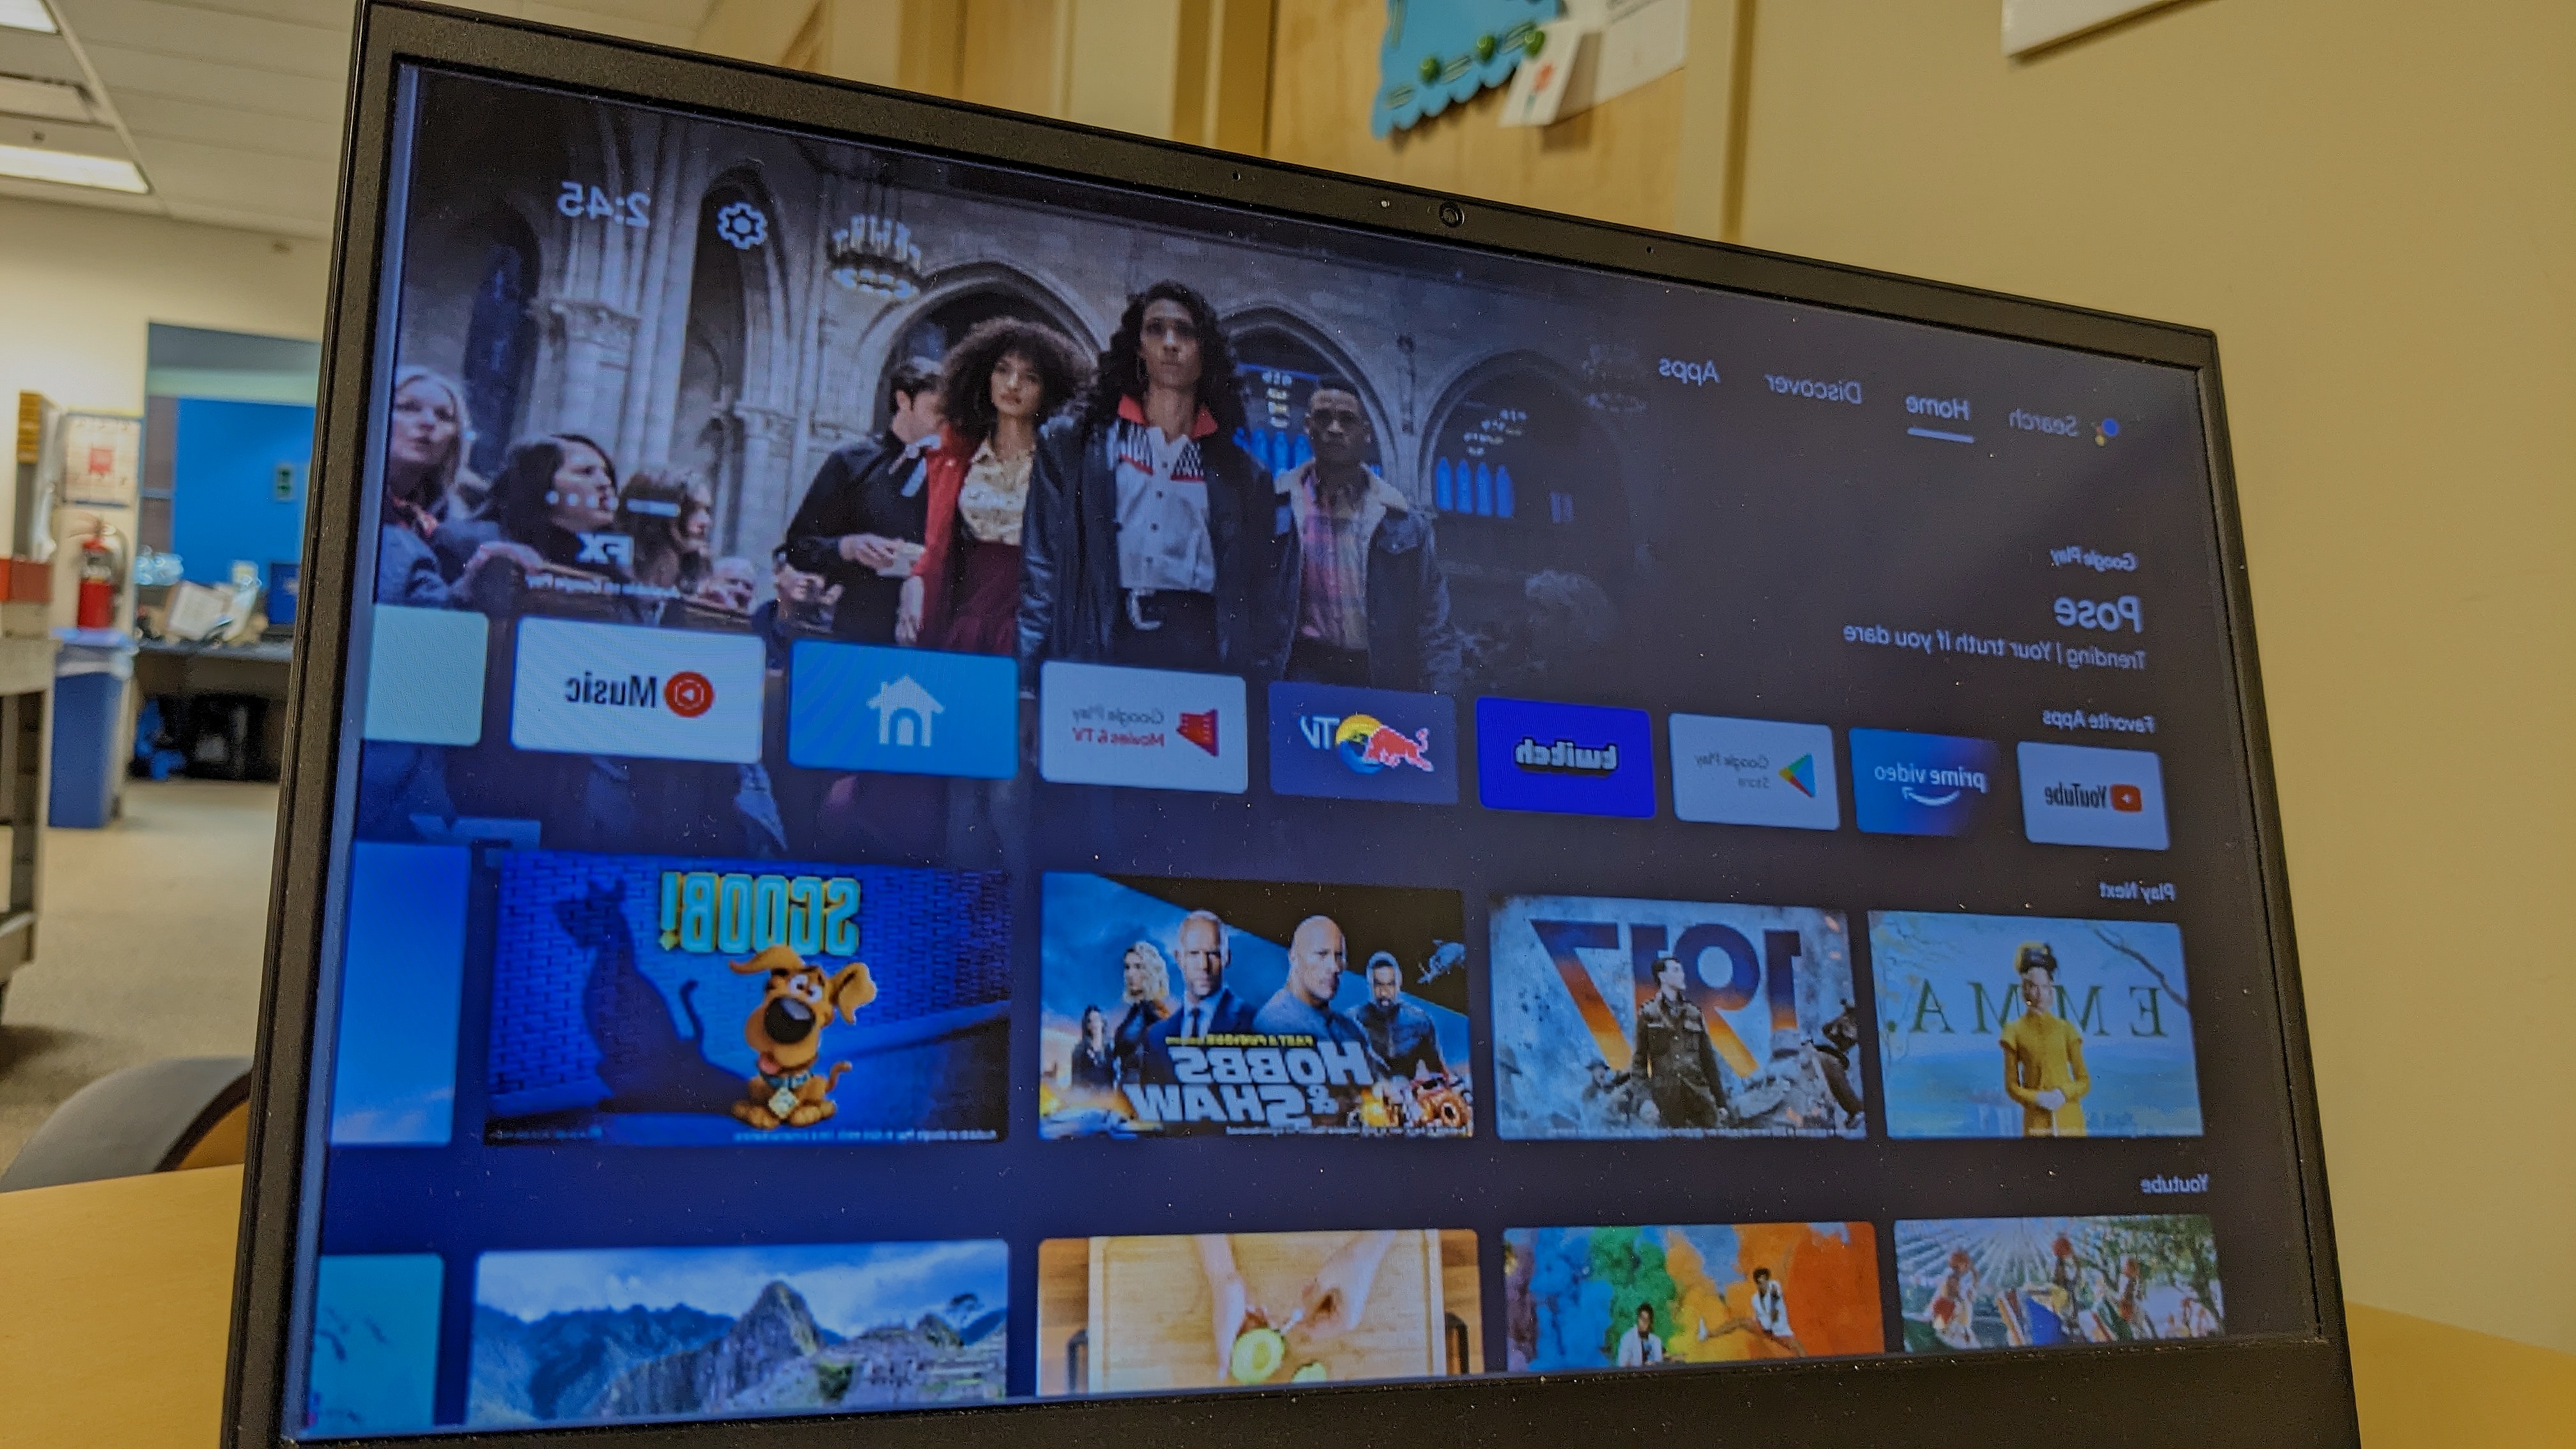 Search Home Discover Apps
2:45
Google Play
Pose
Trending | Your truth if you dare
FX
Favorite Apps
YouTube
prime video
Google Play
Store
twitch
TV
Google Play
Movies & TV
Music
Play Next
EMMA.
1917
FAST & FURIOUS
HOBBS
& SHAW
SCOOB!
Youtube